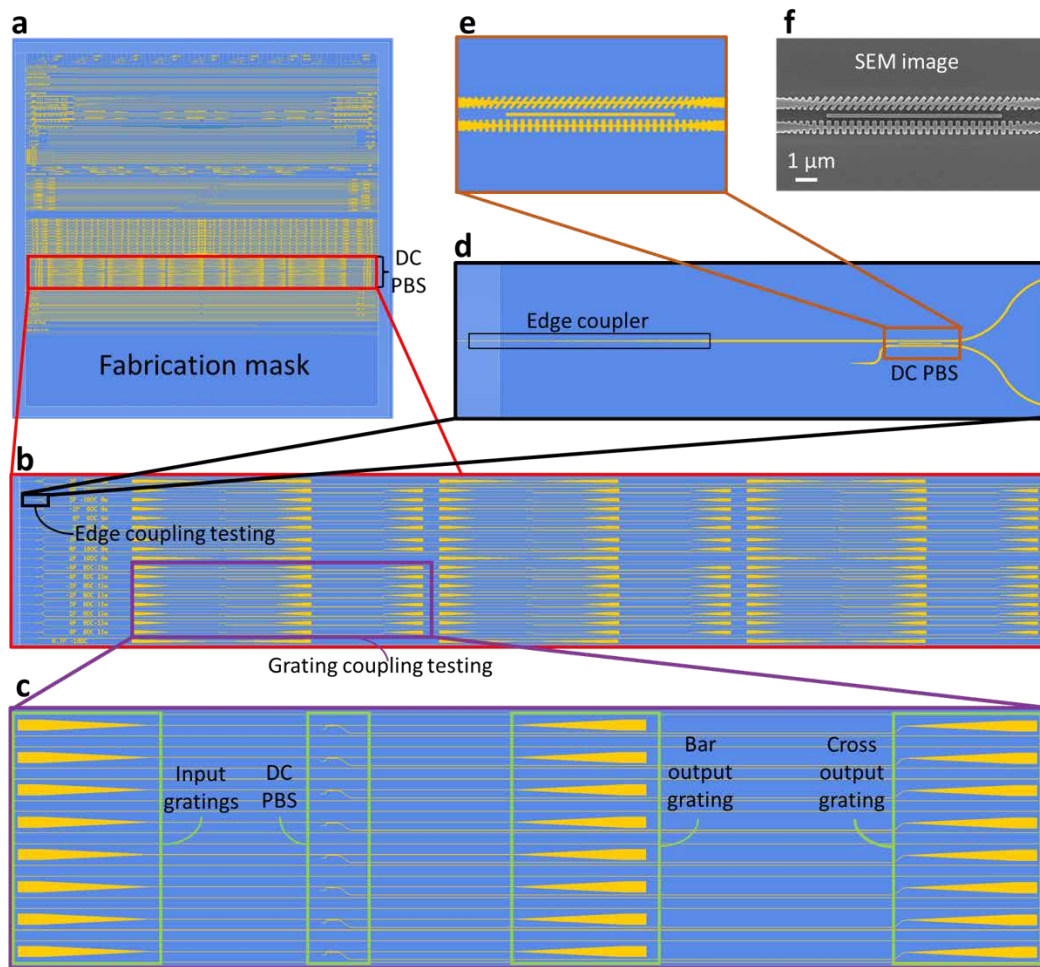 a
DC
PBS
Fabrication mask
e
f
SEM image
1 μm
d
Edge coupler
DC PBS
b
Edge coupling testing
Grating coupling testing
c
Input
gratings
DC
PBS
Bar
output
grating
Cross
output
grating